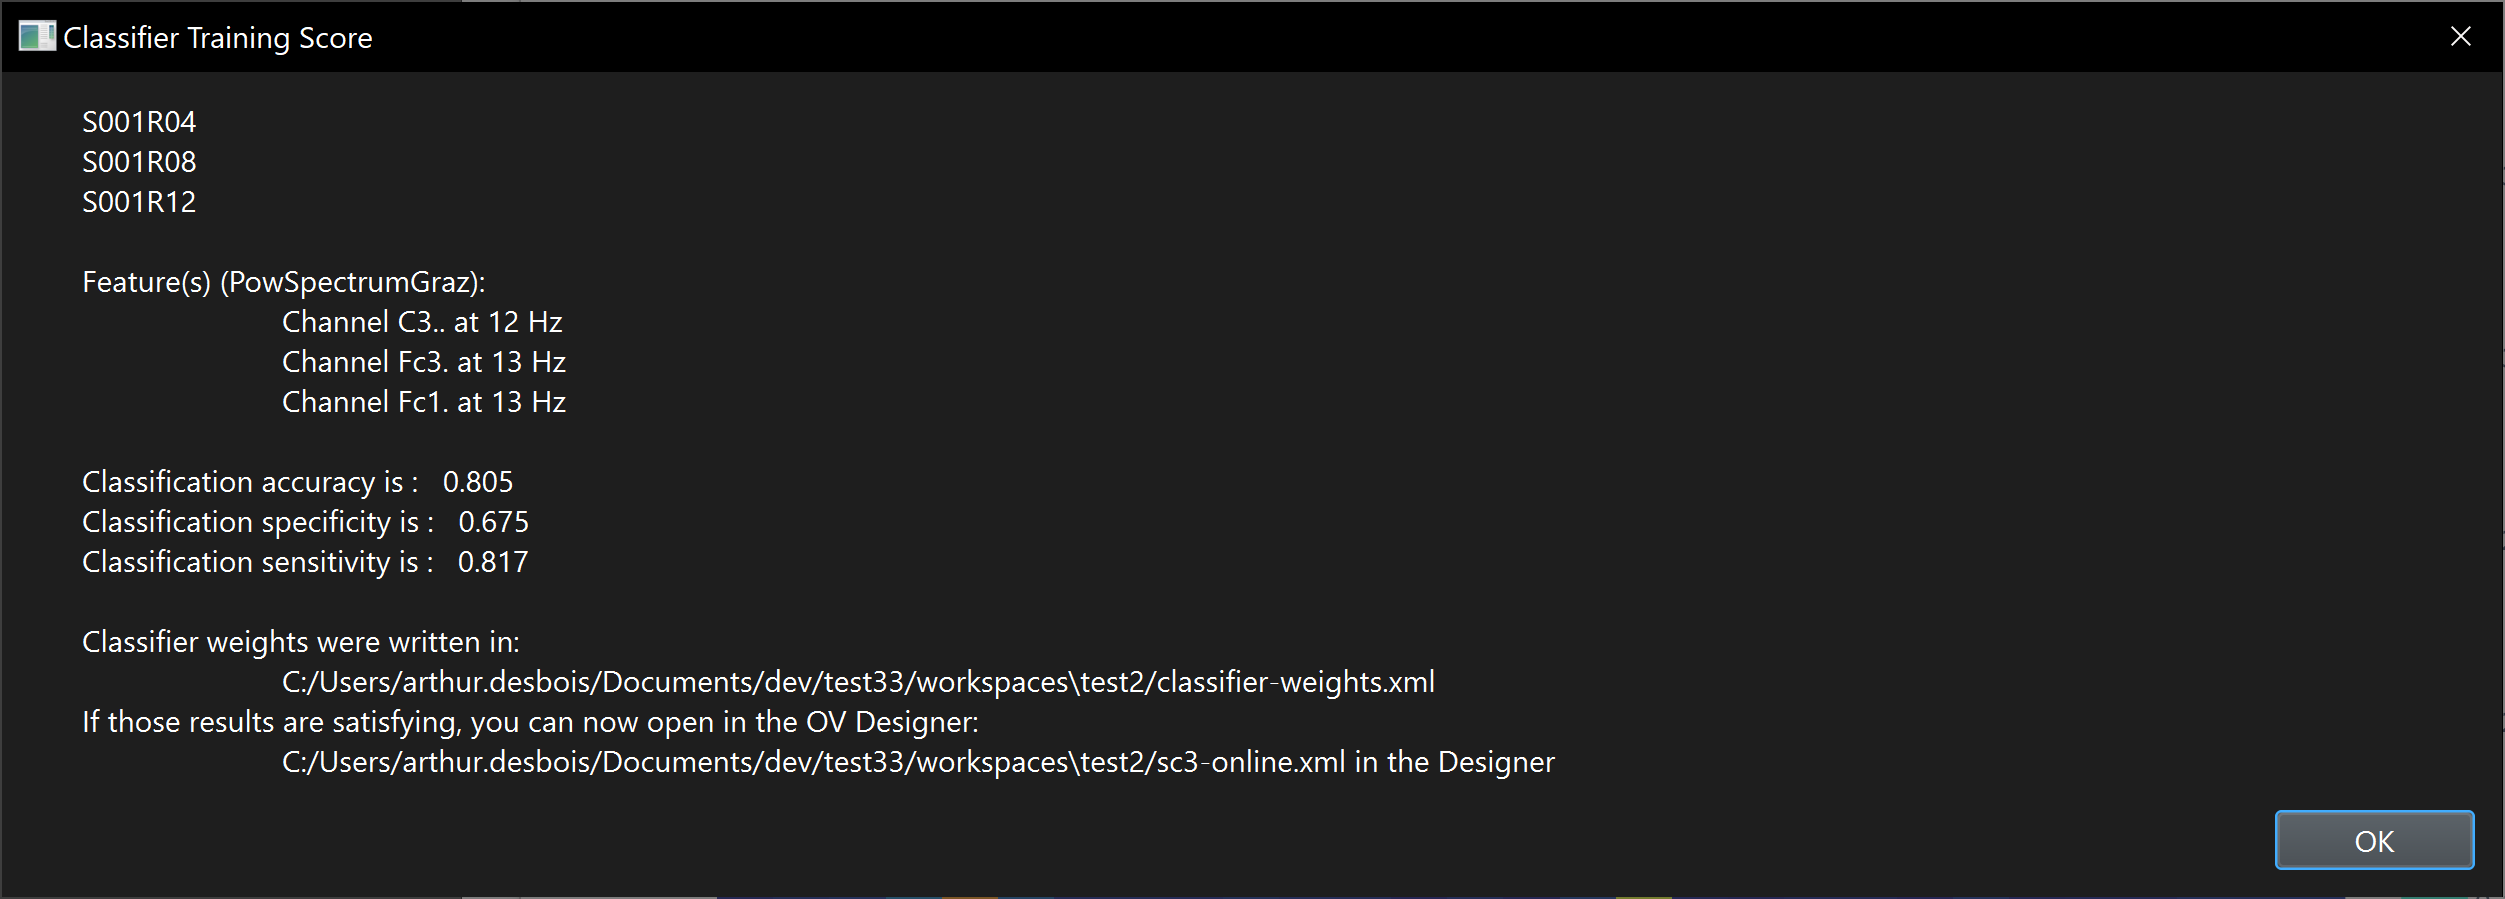 Classifier Training Score
S001R04
S001R08
S001R12
Feature(s) (PowSpectrumGraz):
Channel C3.. at 12 Hz
Channel Fc3. at 13 Hz
Channel Fc1. at 13 Hz
Classification accuracy is : 0.805
Classification specificity is : 0.675
Classification sensitivity is : 0.817
Classifier weights were written in:
C:/Users/arthur.desbois/Documents/dev/test33/workspaces\test2/classifier-weights.xml
If those results are satisfying, you can now open in the OV Designer:
C:/Users/arthur.desbois/Documents/dev/test33/workspaces\test2/sc3-online.xml in the Designer
OK